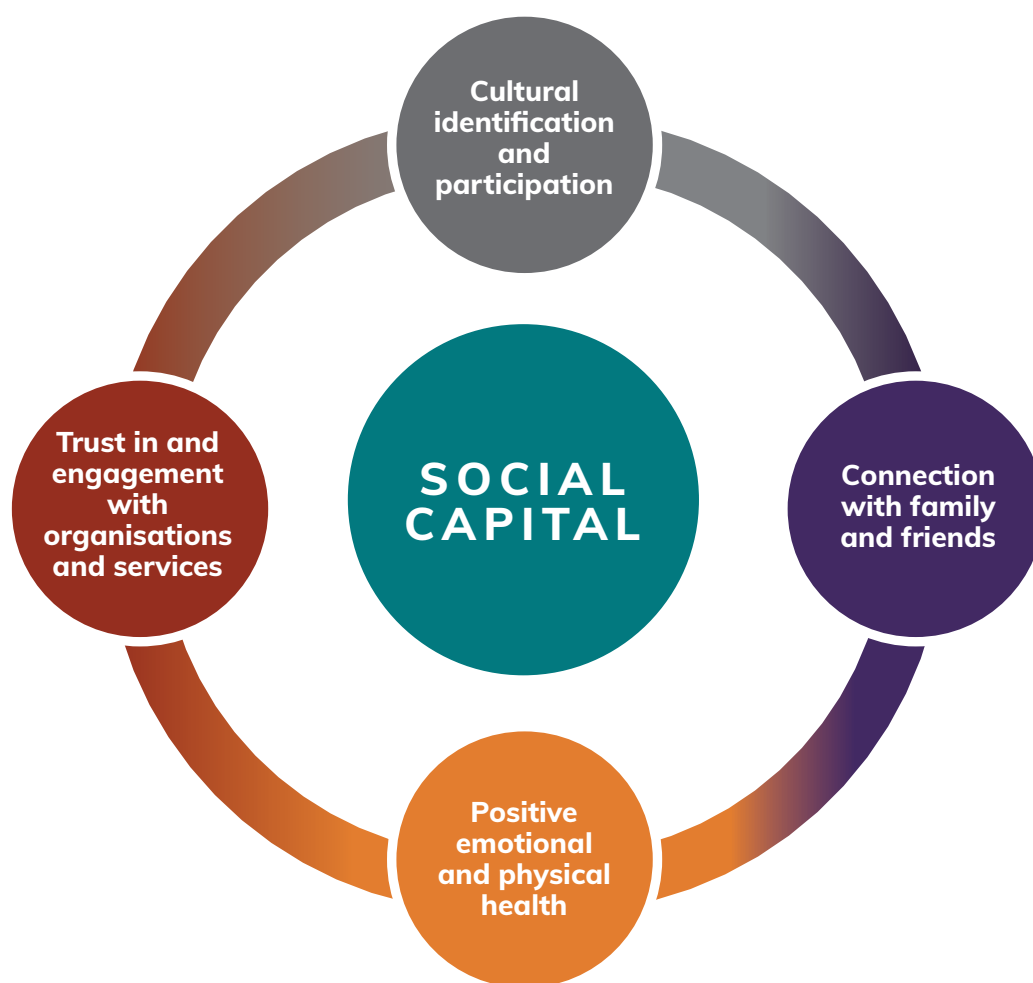 Cultural
identification
and
participation
Trust in and
engagement
with
organisations
and services
SOCIAL
CAPITAL
Connection
with family
and friends
Positive
emotional
and physical
health